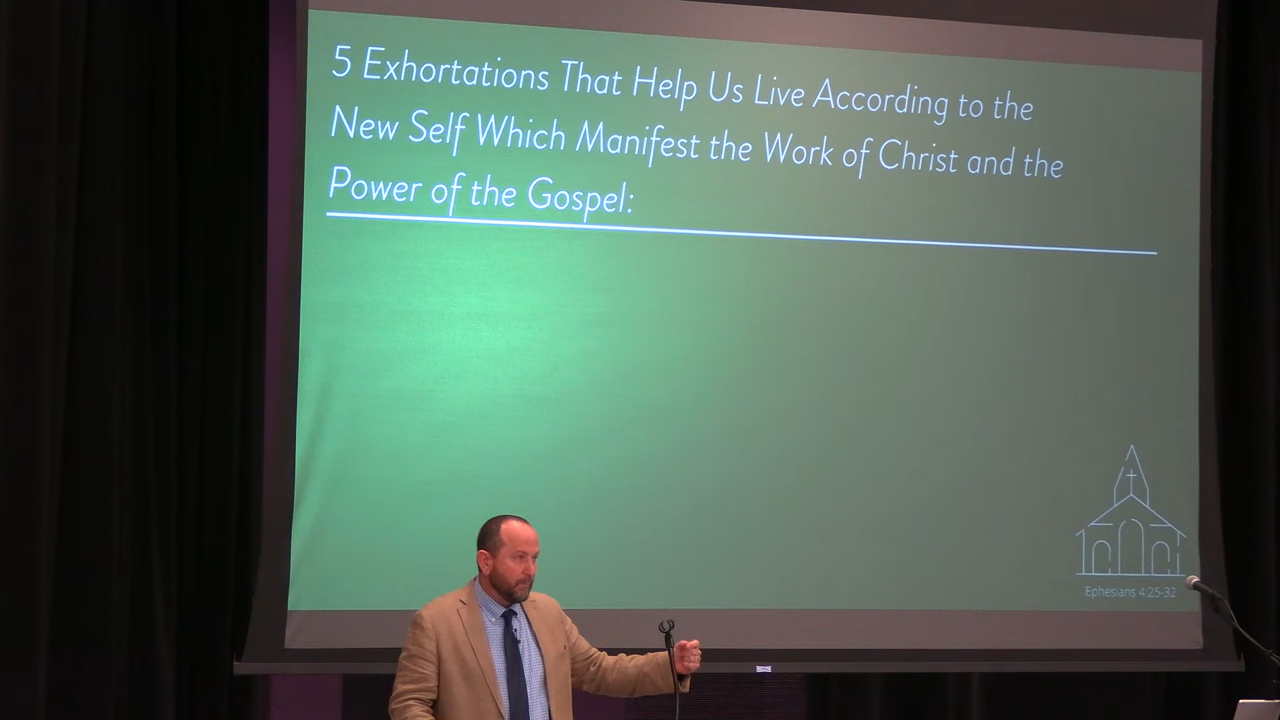 5 Exhortations That Help Us Live According to the
New Self Which Manifest the Work of Christ and the
Power of the Gospel:
Ephesians 4:25-32